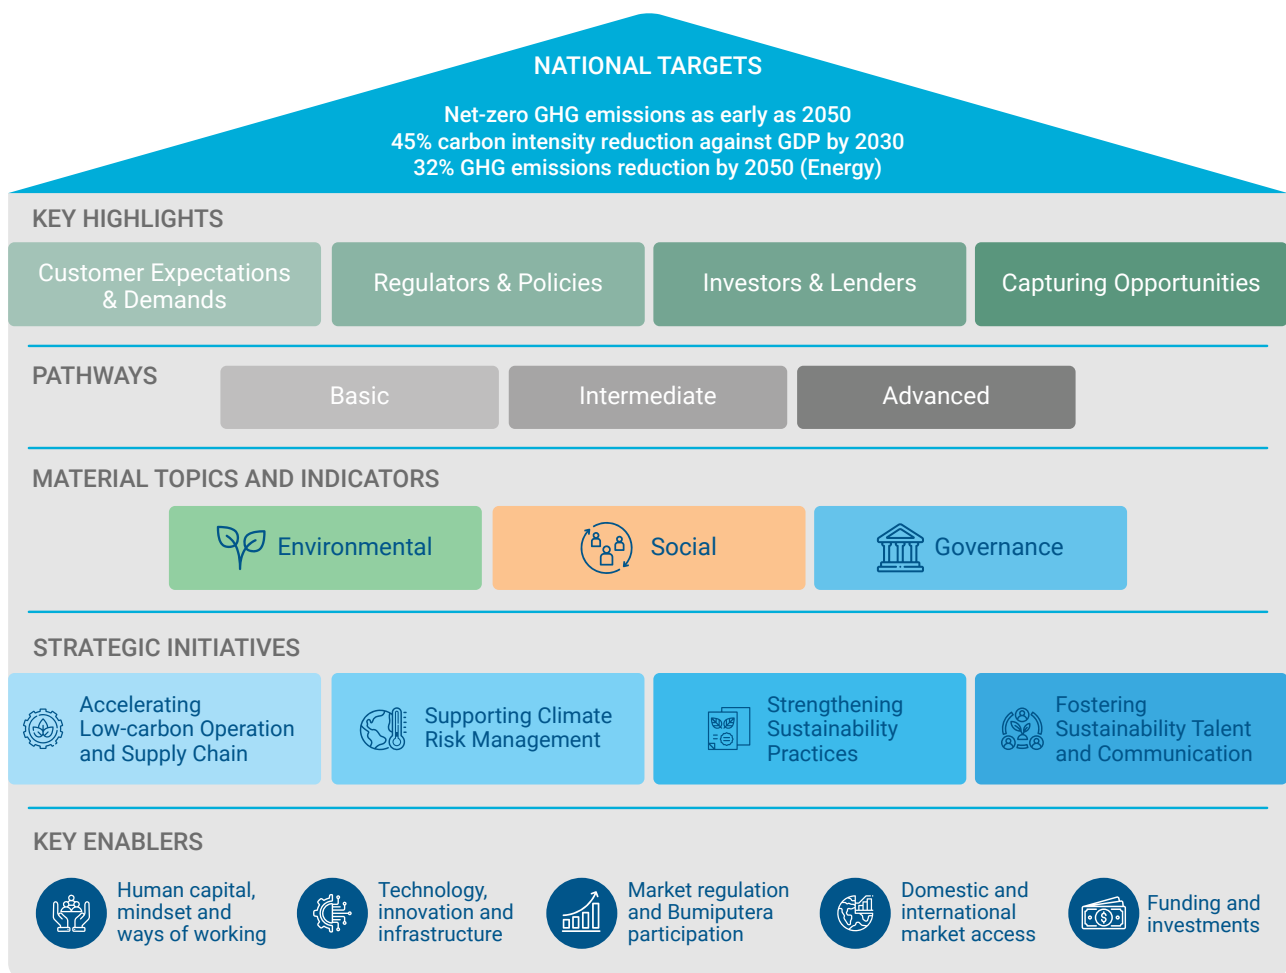 NATIONAL TARGETS
Net-zero GHG emissions as early as 2050
45% carbon intensity reduction against GDP by 2030
32% GHG emissions reduction by 2050 (Energy)
KEY HIGHLIGHTS
Customer Expectations
& Demands
Regulators & Policies
Investors & Lenders
Capturing Opportunities
PATHWAYS
Basic
Intermediate
Advanced
MATERIAL TOPICS AND INDICATORS
Environmental
Social
Governance
STRATEGIC INITIATIVES
Accelerating
Low-carbon Operation
and Supply Chain
Supporting Climate
Risk Management
Strengthening
Sustainability
Practices
Fostering
Sustainability Talent
and Communication
KEY ENABLERS
Human capital,
mindset and
ways of working
Technology,
innovation and
infrastructure
Market regulation
and Bumiputera
participation
Domestic and
international
market access
Funding and
investments